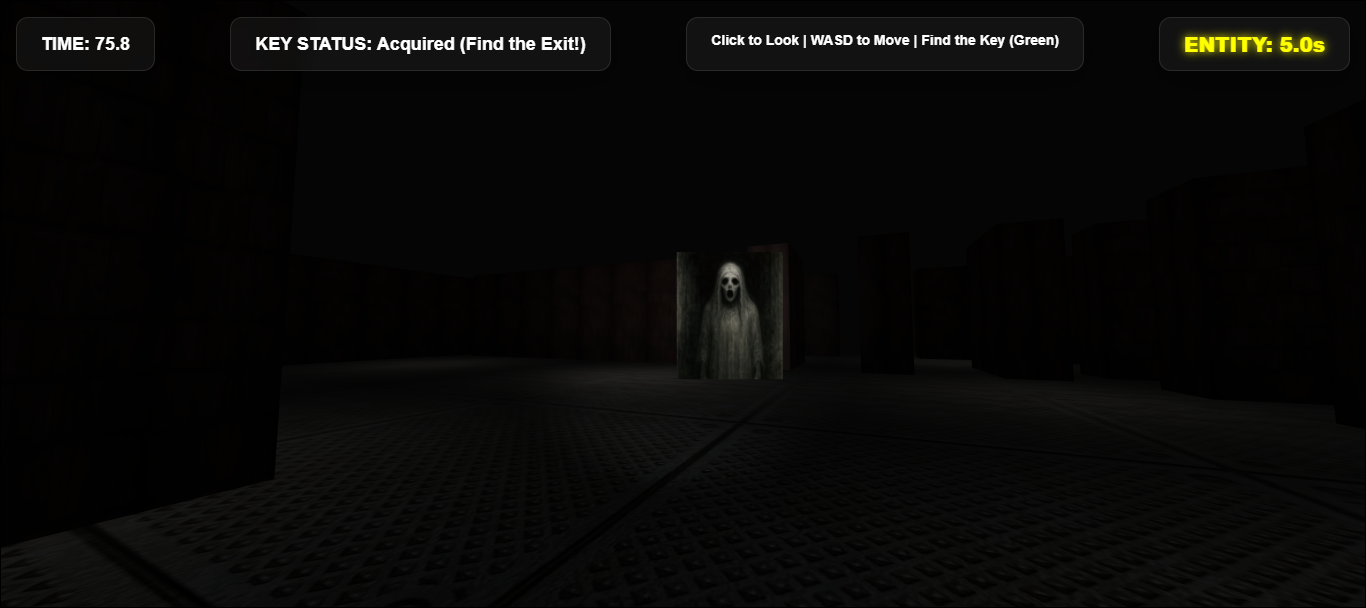 TIME: 75.8
KEY STATUS: Acquired (Find the Exit!)
Click to Look | WASD to Move | Find the Key (Green)
ENTITY: 5.0s